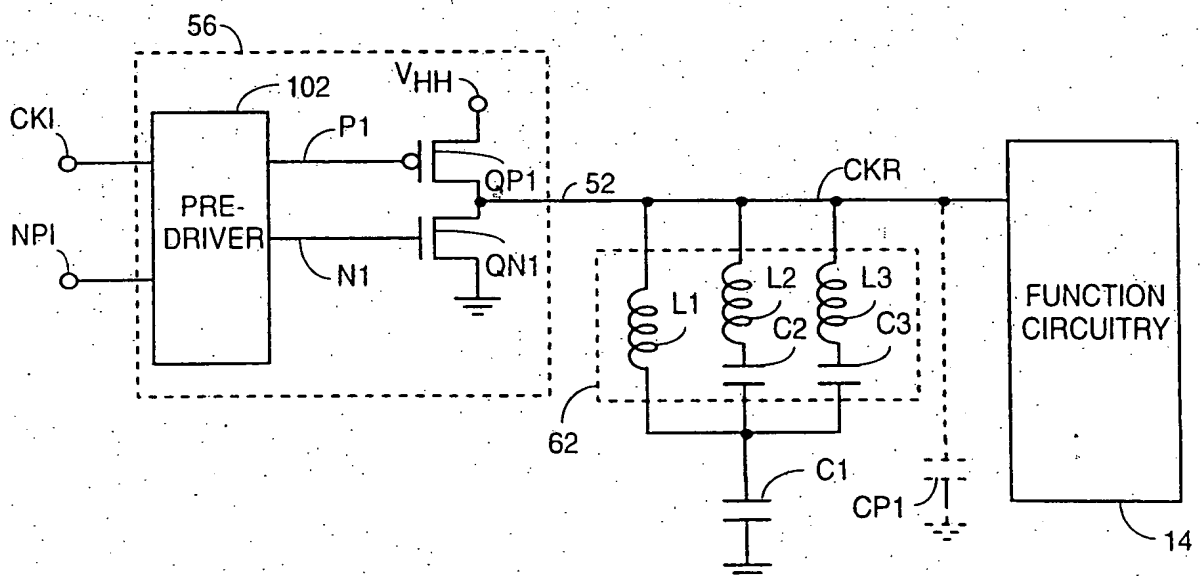 56
102
VHH
CKI
P1
QP1
52
CKR
PRE-
DRIVER
NPI
N1
QN1
L1
L2
L3
C2
C3
FUNCTION
CIRCUITRY
62
C1
CP1
14